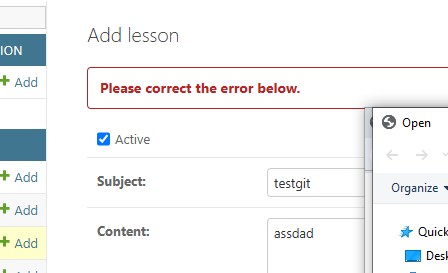 ION
Add lesson
Please correct the error below.
+ Add
Active
Subject:
testgit
Content:
assdad
+ Add
+ Add
+ Add
Open
Organize
Quick
Desk